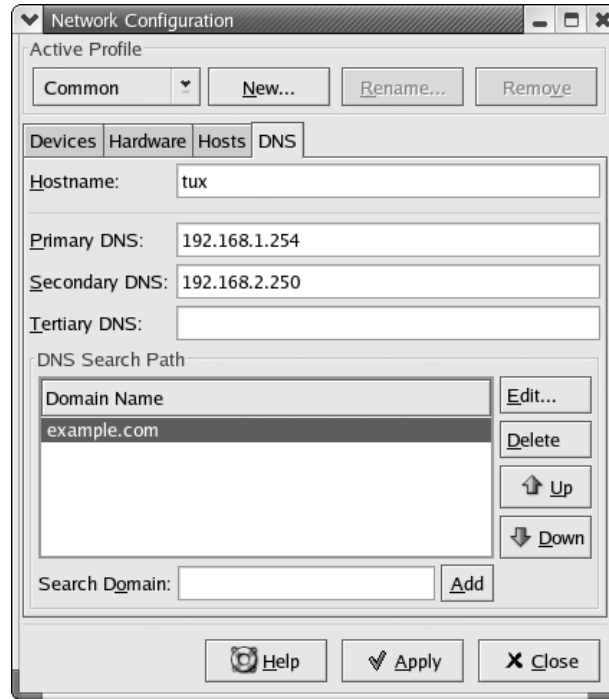 Network Configuration
Active Profile
Common New... Rename... Remove
Devices Hardware Hosts DNS
Hostname: tux
Primary DNS: 192.168.1.254
Secondary DNS: 192.168.2.250
Tertiary DNS:
DNS Search Path
Domain Name
example.com
Edit...
Delete
Up
Down
Search Domain: Add
Help Apply Close